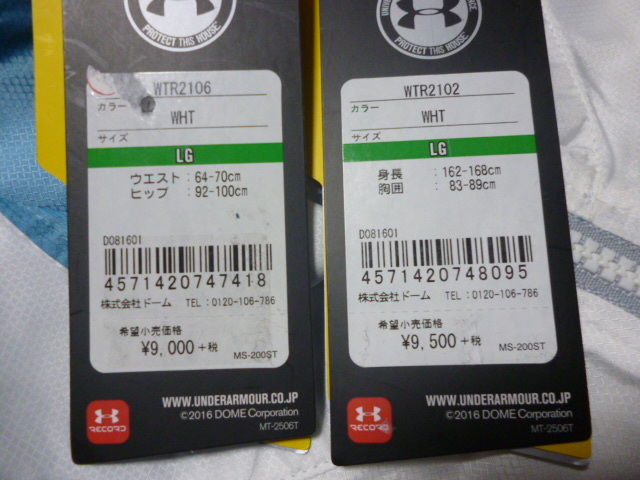 PROTECT THIS HOUSE
WTR2106
カラー
WHT
サイズ
LG
ウエスト : 64-70cm
ヒップ : 92-100cm
D081601
4571420747418
株式会社ドーム TEL : 0120-106-786
希望小売価格
¥9,000 +税
MS-200ST
WWW.UNDERARMOUR.CO.JP
©2016 DOME Corporation
RECORD
MT-2506T
PROTECT THIS HOUSE
WTR2102
カラー
WHT
サイズ
LG
身長 : 162-168cm
胸囲 : 83-89cm
D081601
4571420748095
株式会社ドーム TEL : 0120-106-786
希望小売価格
¥9,500 +税
MS-200ST
WWW.UNDERARMOUR.CO.JP
©2016 DOME Corporation
RECORD
MT-2506T